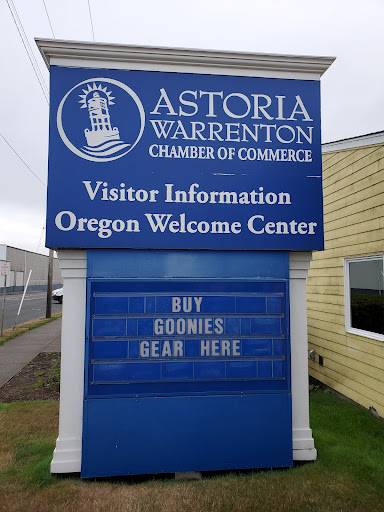 ASTORIA
WARRENTON
CHAMBER OF COMMERCE
Visitor Information
Oregon Welcome Center
BUY
GOONIES
GEAR HERE